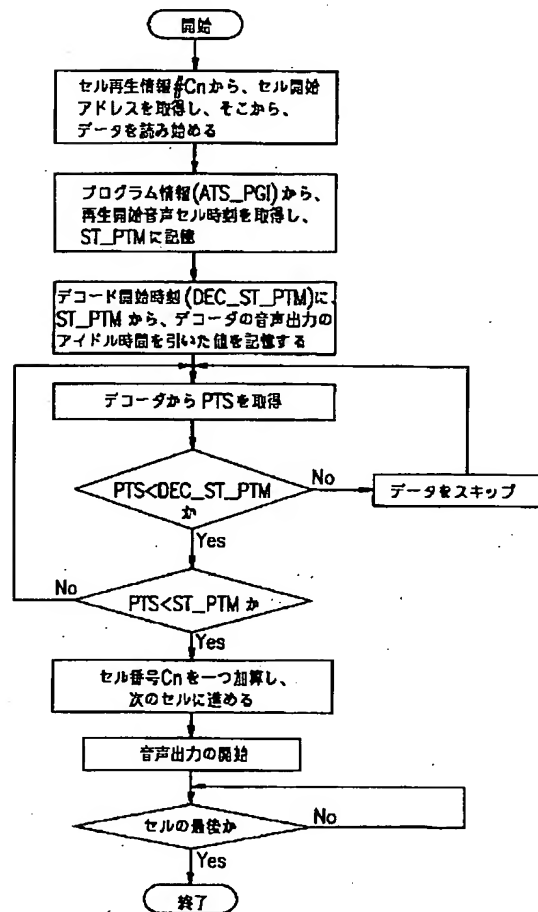 開始
セル再生情報#Cnから、セル開始
アドレスを取得し、そこから、
データを読み始める
プログラム情報(ATS_PGI)から、
再生開始音声セル時刻を取得し、
ST_PTMに記憶
デコード開始時刻(DEC_ST_PTM)に、
ST_PTMから、デコーダの音声出力の
アイドル時間を引いた値を記憶する
デコーダからPTSを取得
PTS<DEC_ST_PTM
か
No
データをスキップ
Yes
No
PTS<ST_PTMか
Yes
セル番号Cnを一つ加算し、
次のセルに進める
音声出力の開始
セルの最後か
No
Yes
終了